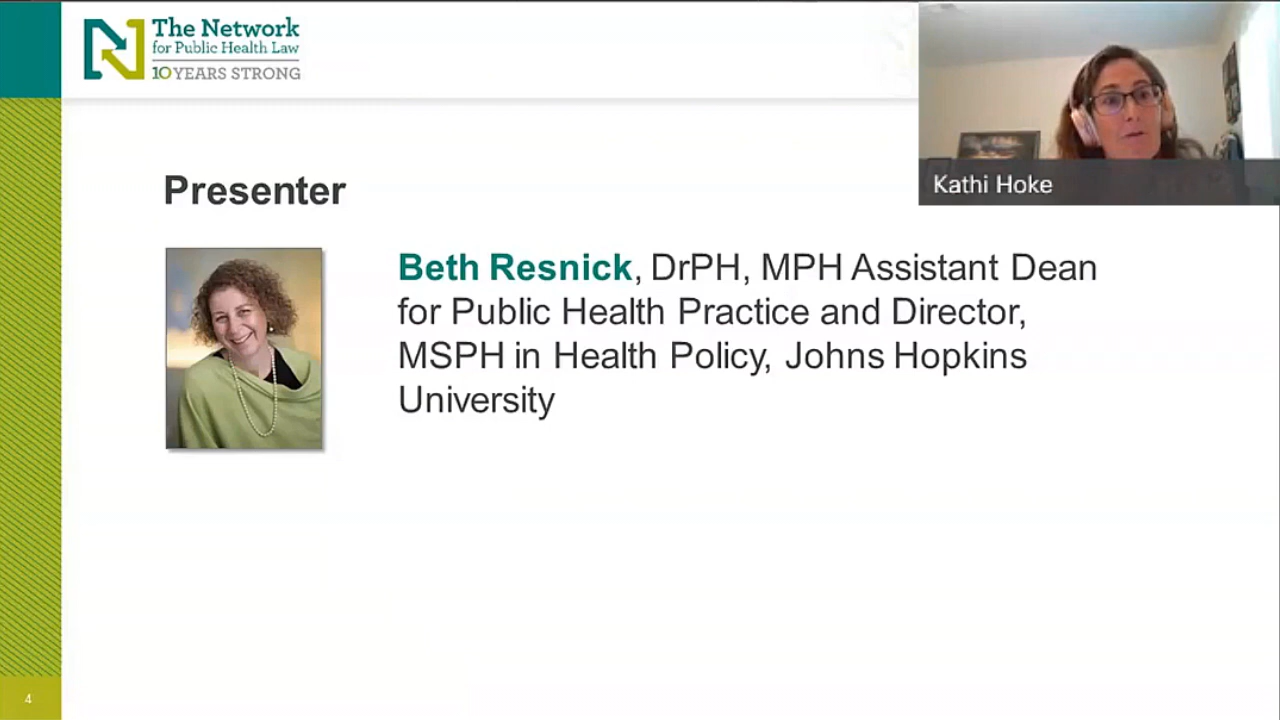 The Network
for Public Health Law
10 YEARS STRONG
Kathi Hoke
Presenter
Beth Resnick, DrPH, MPH Assistant Dean
for Public Health Practice and Director,
MSPH in Health Policy, Johns Hopkins
University
4